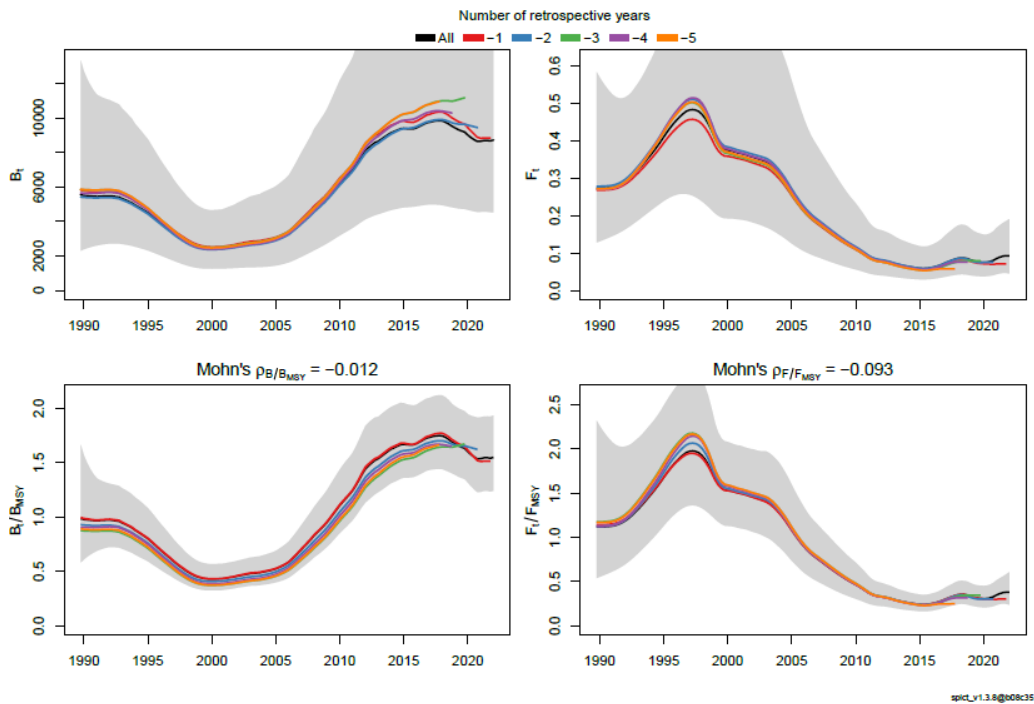 Number of retrospective years
All −1 −2 −3 −4 −5
Bt
0 2000 6000 10000
1990 1995 2000 2005 2010 2015 2020
Ft
0.0 0.1 0.2 0.3 0.4 0.5 0.6
1990 1995 2000 2005 2010 2015 2020
Mohn's ρB/BMSY = −0.012
Bt/BMSY
0.0 0.5 1.0 1.5 2.0
1990 1995 2000 2005 2010 2015 2020
Mohn's ρF/FMSY = −0.093
Ft/FMSY
0.0 0.5 1.0 1.5 2.0 2.5
1990 1995 2000 2005 2010 2015 2020
spict_v1.3.8@b08c35